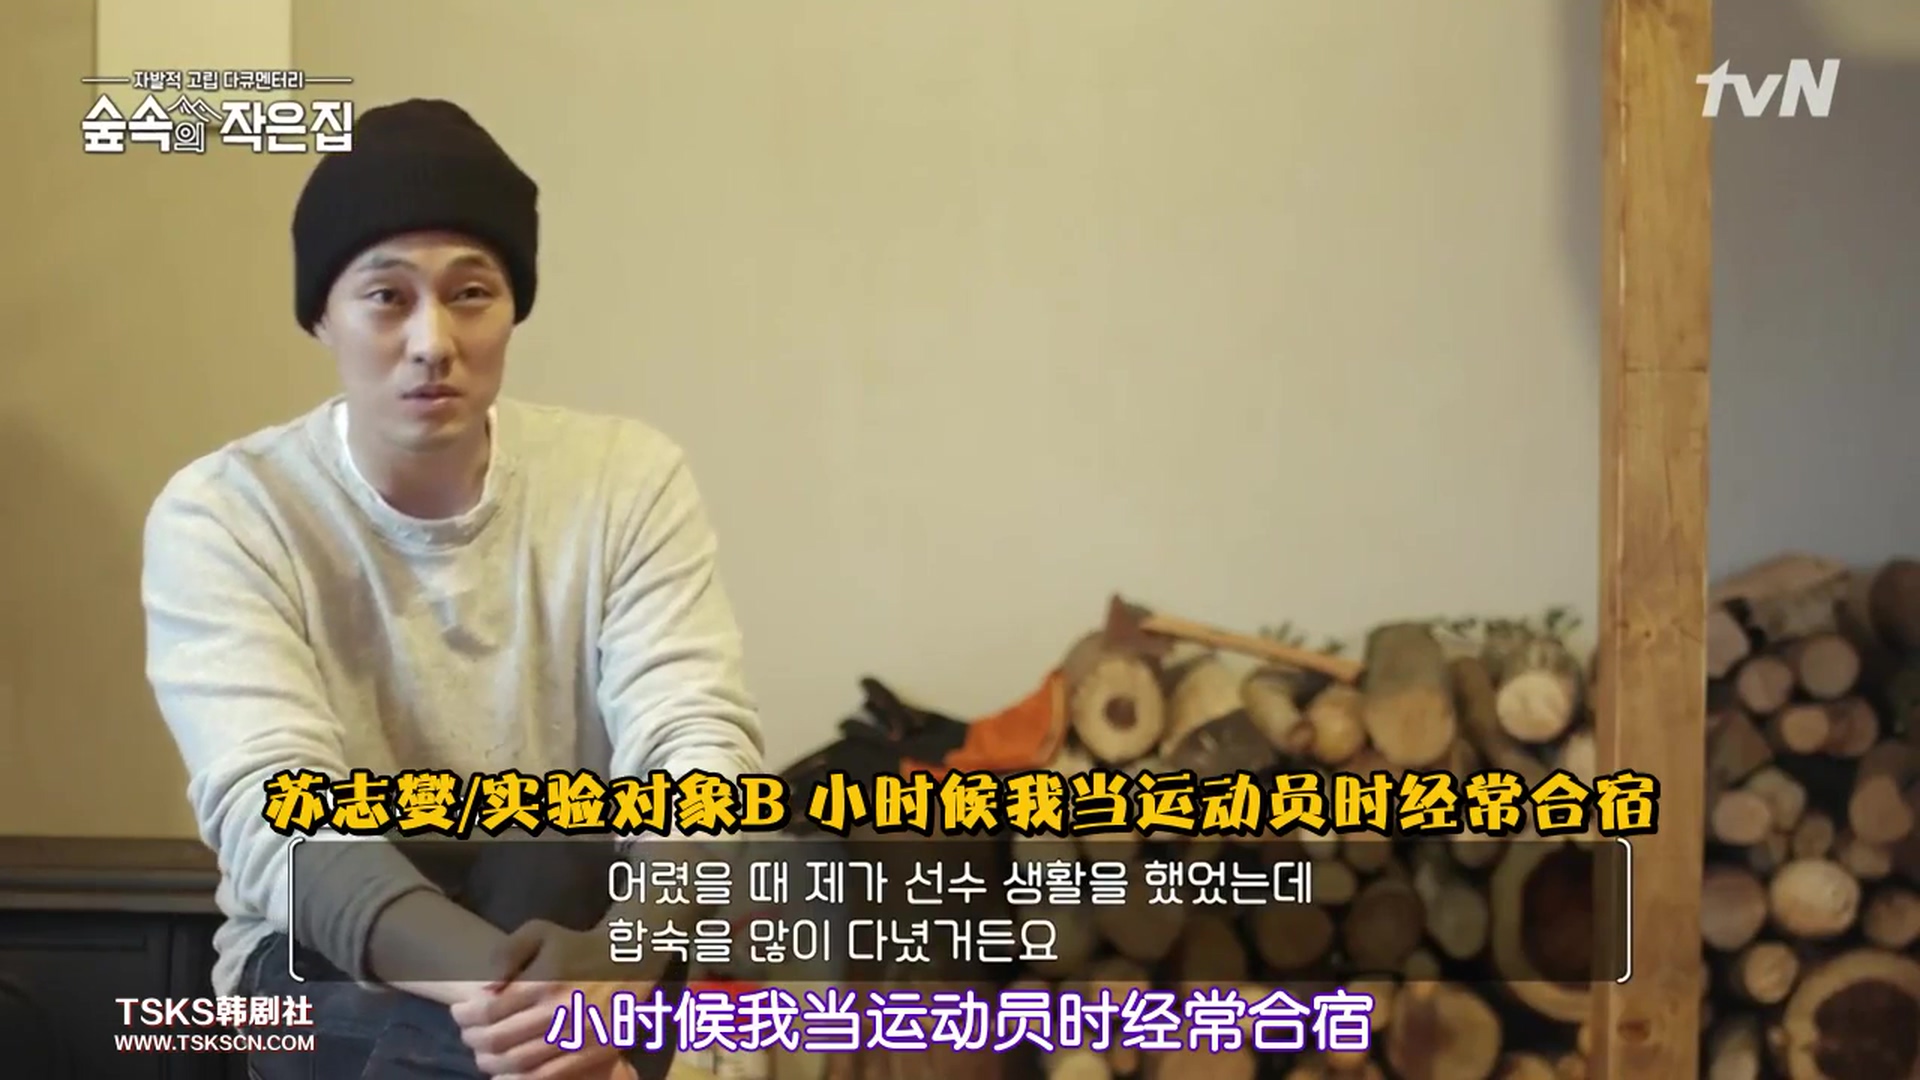 자발적 고립 다큐멘터리
숲속의 작은집
tvN
苏志燮/实验对象B 小时候我当运动员时经常合宿
어렸을 때 제가 선수 생활을 했었는데
합숙을 많이 다녔거든요
小时候我当运动员时经常合宿
TSKS韩剧社
WWW.TSKSCN.COM